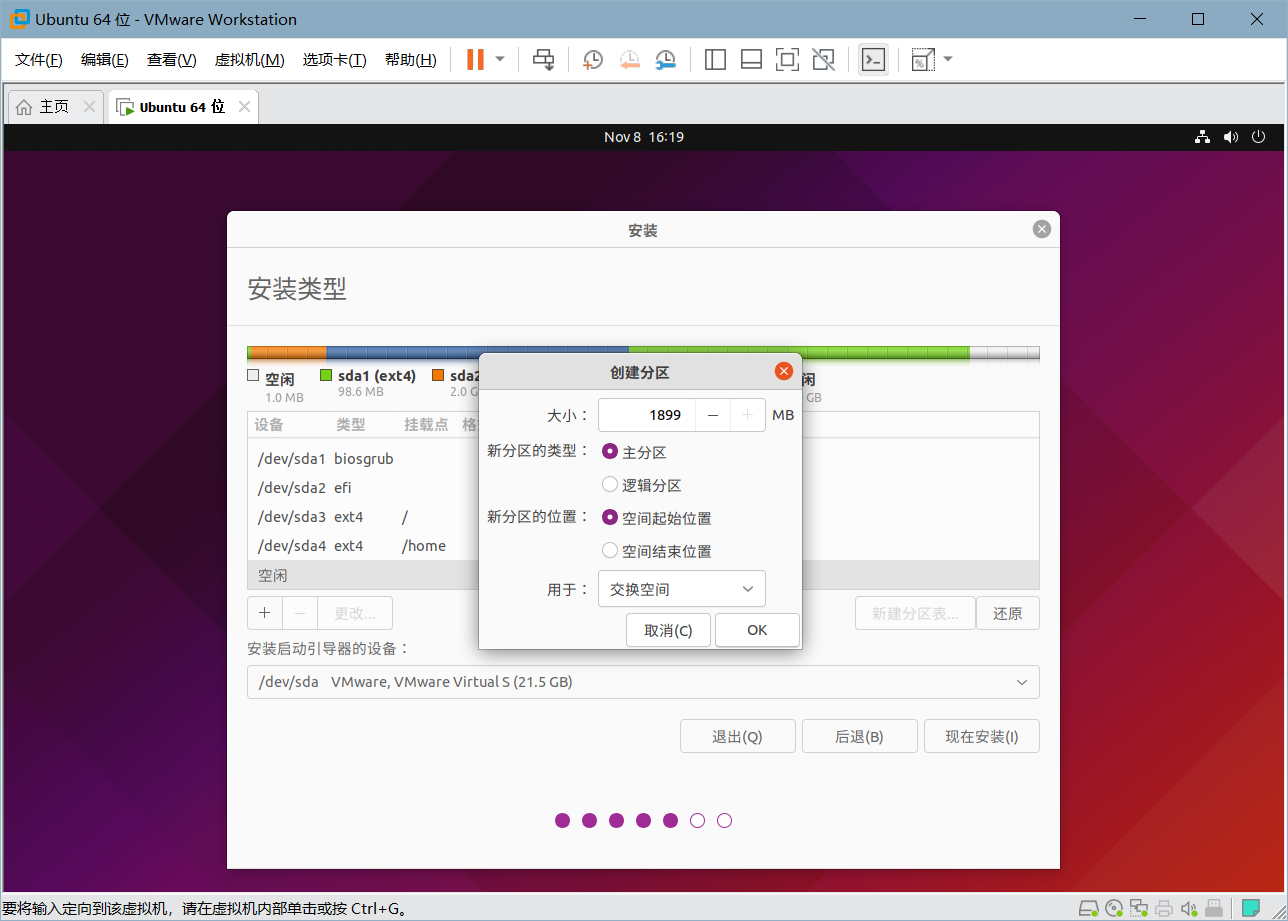 Ubuntu 64 位 - VMware Workstation
文件(F) 编辑(E) 查看(V) 虚拟机(M) 选项卡(T) 帮助(H)
主页 Ubuntu 64 位
Nov 8 16:19
安装
安装类型
空闲 sda1 (ext4) sda2 闲
1.0 MB 98.6 MB 2.0 G GB
创建分区
大小： 1899 MB
新分区的类型： 主分区
逻辑分区
新分区的位置： 空间起始位置
空间结束位置
用于： 交换空间
取消(C) OK
设备 类型 挂载点
/dev/sda1 biosgrub
/dev/sda2 efi
/dev/sda3 ext4 /
/dev/sda4 ext4 /home
空闲
+ − 更改... 新建分区表... 还原
安装启动引导器的设备：
/dev/sda VMware, VMware Virtual S (21.5 GB)
退出(Q) 后退(B) 现在安装(I)
要将输入定向到该虚拟机，请在虚拟机内部单击或按 Ctrl+G。